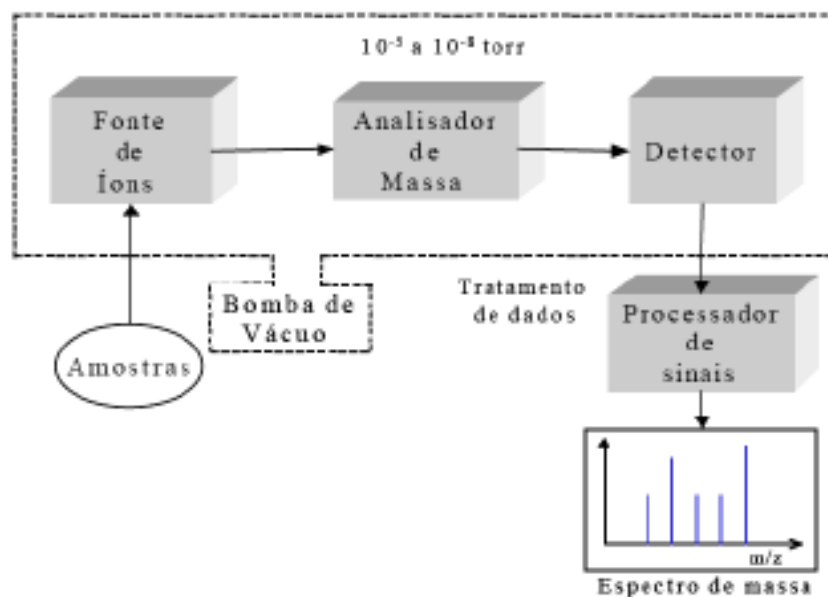 10⁻⁵ a 10⁻⁸ torr
Fonte
de
Íons
Analisador
de
Massa
Detector
Amostras
Bomba de
Vácuo
Tratamento
de dados
Processador
de
sinais
m/z
Espectro de massa